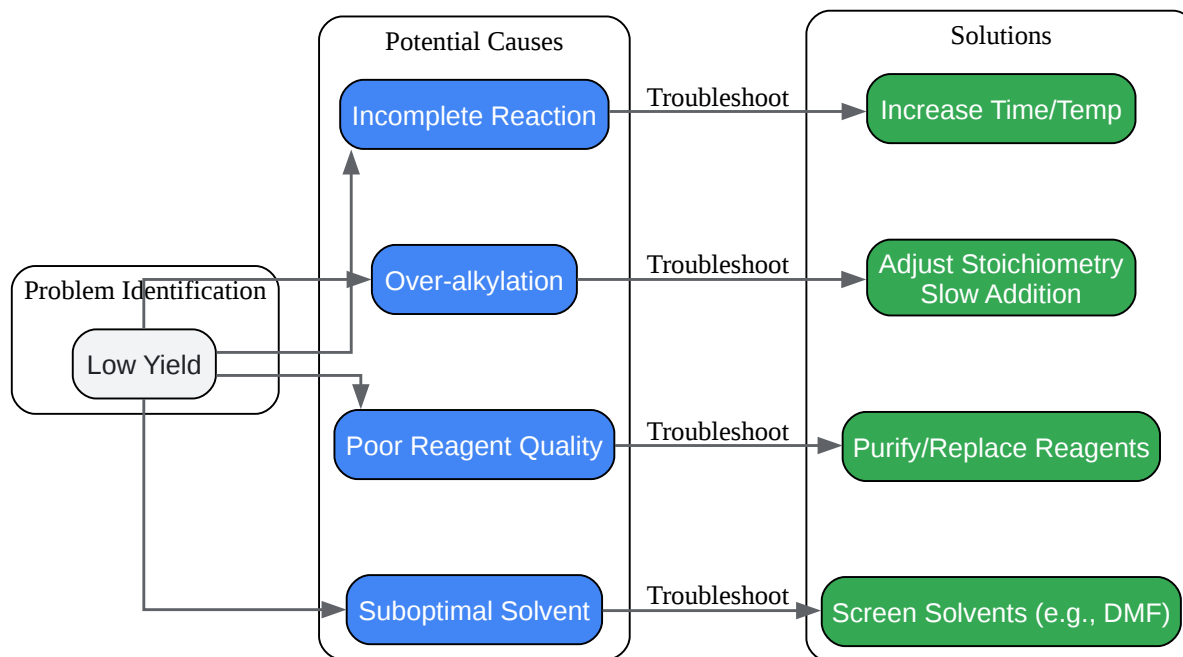 Potential Causes
Solutions
Incomplete Reaction
Troubleshoot
Increase Time/Temp
Over-alkylation
Troubleshoot
Adjust Stoichiometry
Slow Addition
Problem Identification
Low Yield
Poor Reagent Quality
Troubleshoot
Purify/Replace Reagents
Suboptimal Solvent
Troubleshoot
Screen Solvents (e.g., DMF)